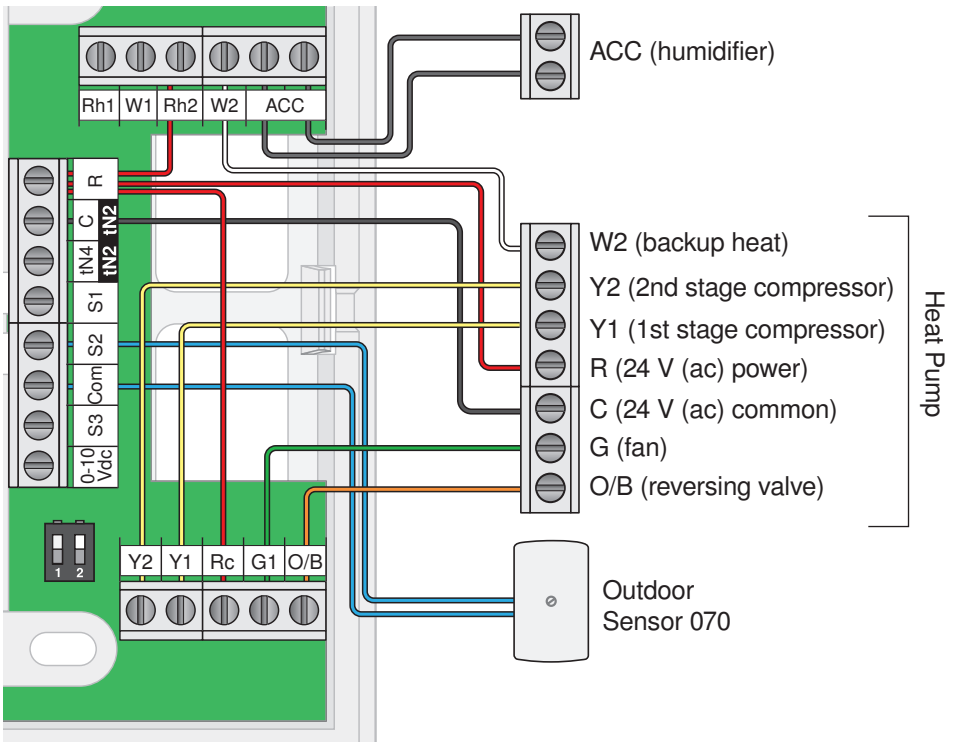 ACC (humidifier)
Rh1 W1 Rh2 W2 ACC
R
C tN2
tN4 tN2
S1
S2
Com
S3
0-10
Vdc
W2 (backup heat)
Y2 (2nd stage compressor)
Y1 (1st stage compressor)
R (24 V (ac) power)
C (24 V (ac) common)
G (fan)
O/B (reversing valve)
Heat Pump
1 2
Y2 Y1 Rc G1 O/B
Outdoor
Sensor 070